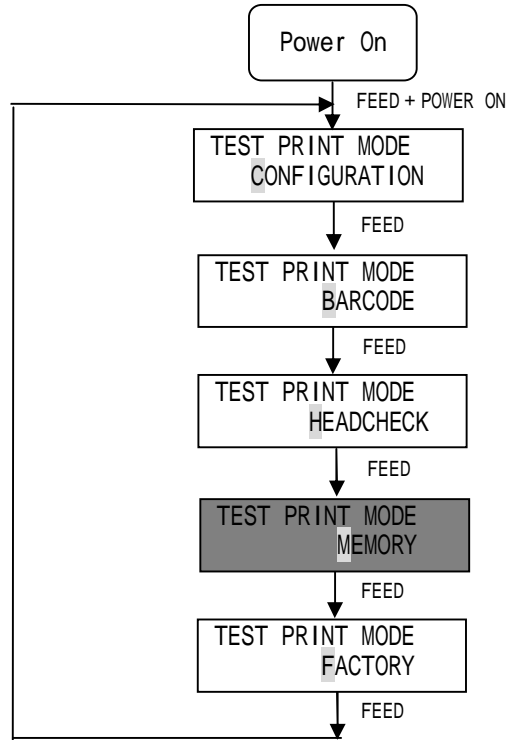 Power On
FEED + POWER ON
TEST PRINT MODE
CONFIGURATION
FEED
TEST PRINT MODE
BARCODE
FEED
TEST PRINT MODE
HEADCHECK
FEED
TEST PRINT MODE
MEMORY
FEED
TEST PRINT MODE
FACTORY
FEED